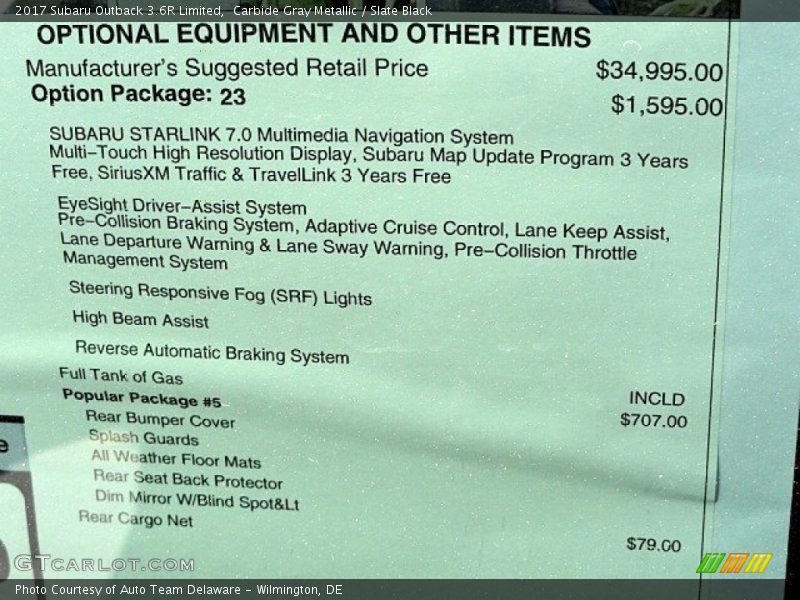 2017 Subaru Outback 3.6R Limited, Carbide Gray Metallic / Slate Black
OPTIONAL EQUIPMENT AND OTHER ITEMS
Manufacturer's Suggested Retail Price $34,995.00
Option Package: 23 $1,595.00
SUBARU STARLINK 7.0 Multimedia Navigation System
Multi-Touch High Resolution Display, Subaru Map Update Program 3 Years
Free, SiriusXM Traffic & TravelLink 3 Years Free
EyeSight Driver-Assist System
Pre-Collision Braking System, Adaptive Cruise Control, Lane Keep Assist,
Lane Departure Warning & Lane Sway Warning, Pre-Collision Throttle
Management System
Steering Responsive Fog (SRF) Lights
High Beam Assist
Reverse Automatic Braking System
Full Tank of Gas INCLD
Popular Package #5 $707.00
Rear Bumper Cover
Splash Guards
All Weather Floor Mats
Rear Seat Back Protector
Dim Mirror W/Blind Spot&Lt
Rear Cargo Net $79.00
e
GTCARLOT.COM
Photo Courtesy of Auto Team Delaware - Wilmington, DE